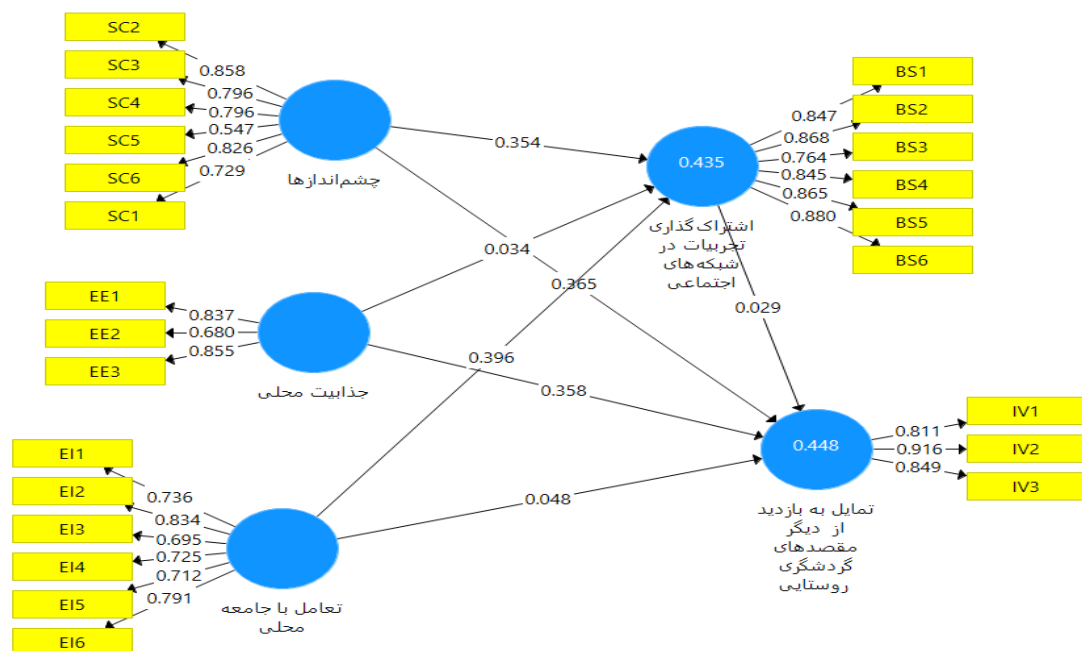 SC2
SC3
SC4
SC5
SC6
SC1
0.858
0.796
0.796
0.547
0.826
0.729
چشم‌اندازها
EE1
EE2
EE3
0.837
0.680
0.855
جذابیت محلی
EI1
EI2
EI3
EI4
EI5
EI6
0.736
0.834
0.695
0.725
0.712
0.791
تعامل با جامعه
محلی
0.354
0.034
0.365
0.396
0.358
0.048
0.029
0.435
اشتراک‌گذاری
تجربیات در
شبکه‌های
اجتماعی
0.847
0.868
0.764
0.845
0.865
0.880
BS1
BS2
BS3
BS4
BS5
BS6
0.448
تمایل به بازدید
از دیگر
مقصدهای
گردشگری
روستایی
0.811
0.916
0.849
IV1
IV2
IV3